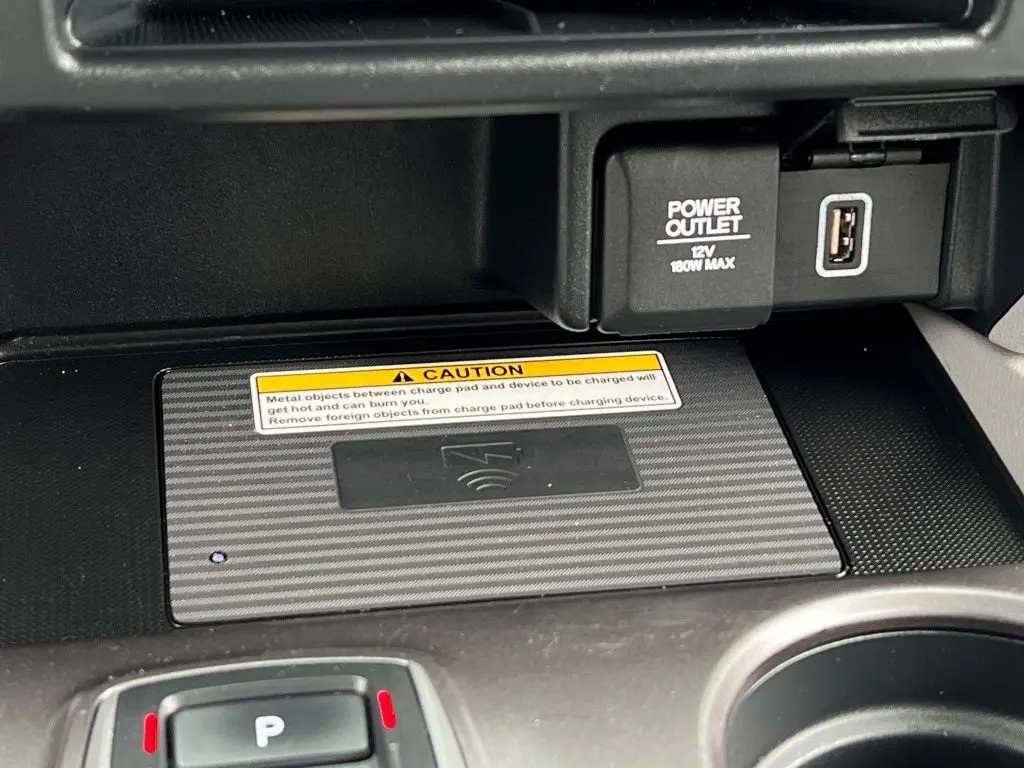 POWER
OUTLET
12V
180W MAX
CAUTION
Metal objects between charge pad and device to be charged will
get hot and can burn you.
Remove foreign objects from charge pad before charging device.
P